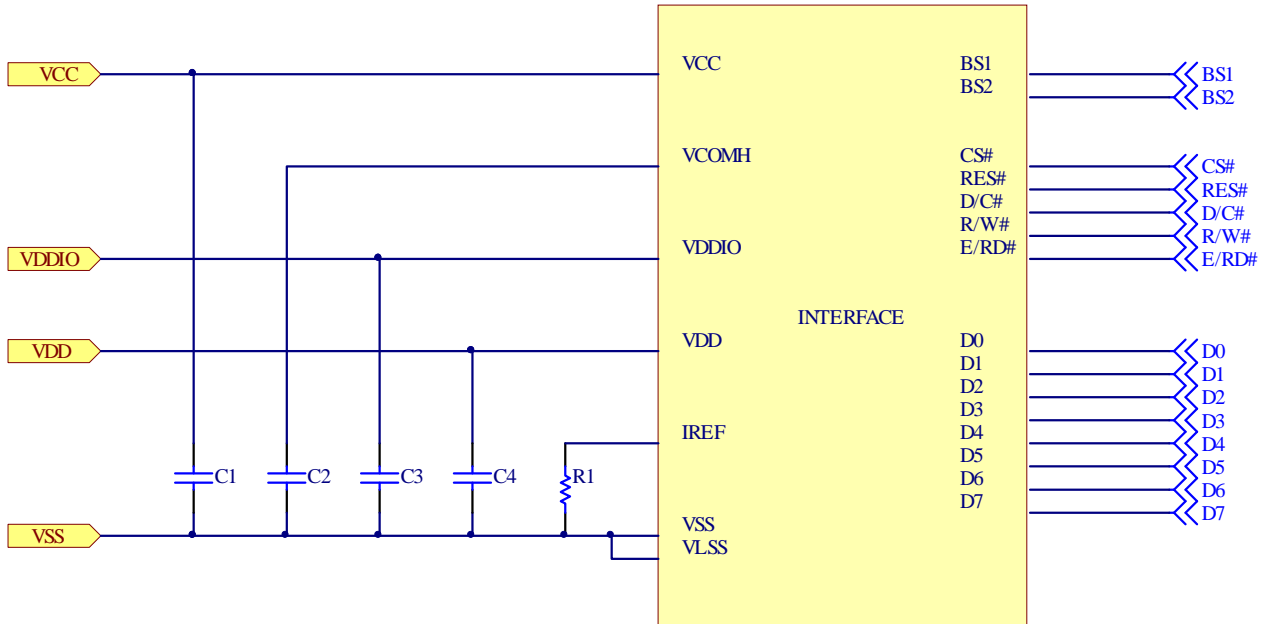 VCC
VCC
BS1
BS1
BS2
BS2
VCOMH
CS#
CS#
RES#
RES#
D/C#
D/C#
R/W#
R/W#
VDDIO
VDDIO
E/RD#
E/RD#
INTERFACE
VDD
VDD
D0
D0
D1
D1
D2
D2
D3
D3
IREF
D4
D4
D5
D5
C1
C2
C3
C4
R1
D6
D6
D7
D7
VSS
VSS
VLSS